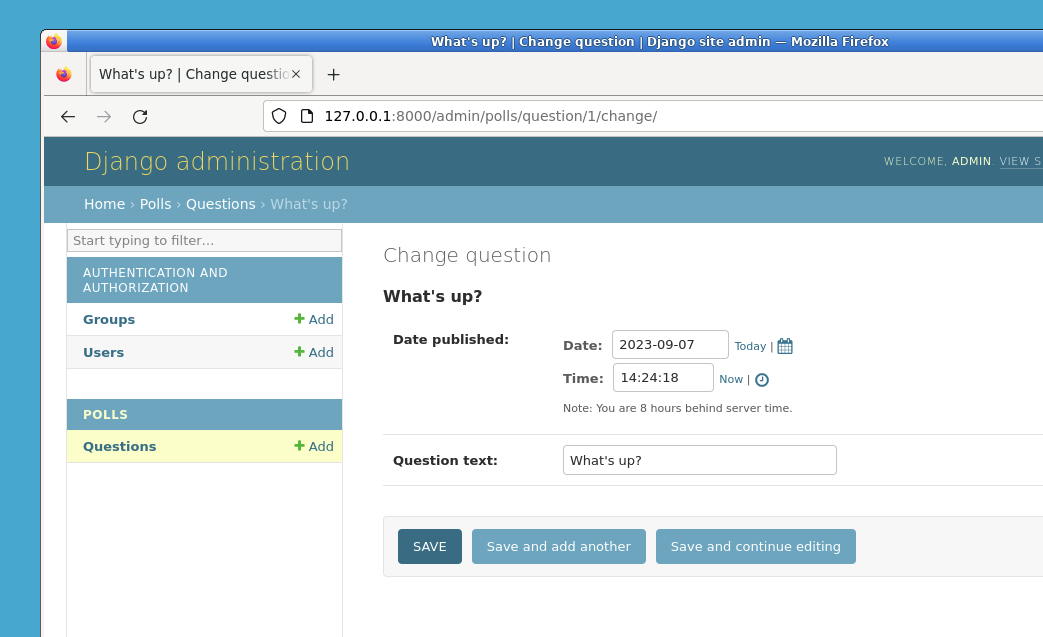 What's up? | Change question | Django site admin — Mozilla Firefox
What's up? | Change questio
127.0.0.1:8000/admin/polls/question/1/change/
Django administration
WELCOME, ADMIN. VIEW S
Home › Polls › Questions › What's up?
Start typing to filter...
AUTHENTICATION AND
AUTHORIZATION
Groups + Add
Users + Add
POLLS
Questions + Add
Change question
What's up?
Date published:
Date: 2023-09-07 Today |
Time: 14:24:18 Now |
Note: You are 8 hours behind server time.
Question text: What's up?
SAVE Save and add another Save and continue editing